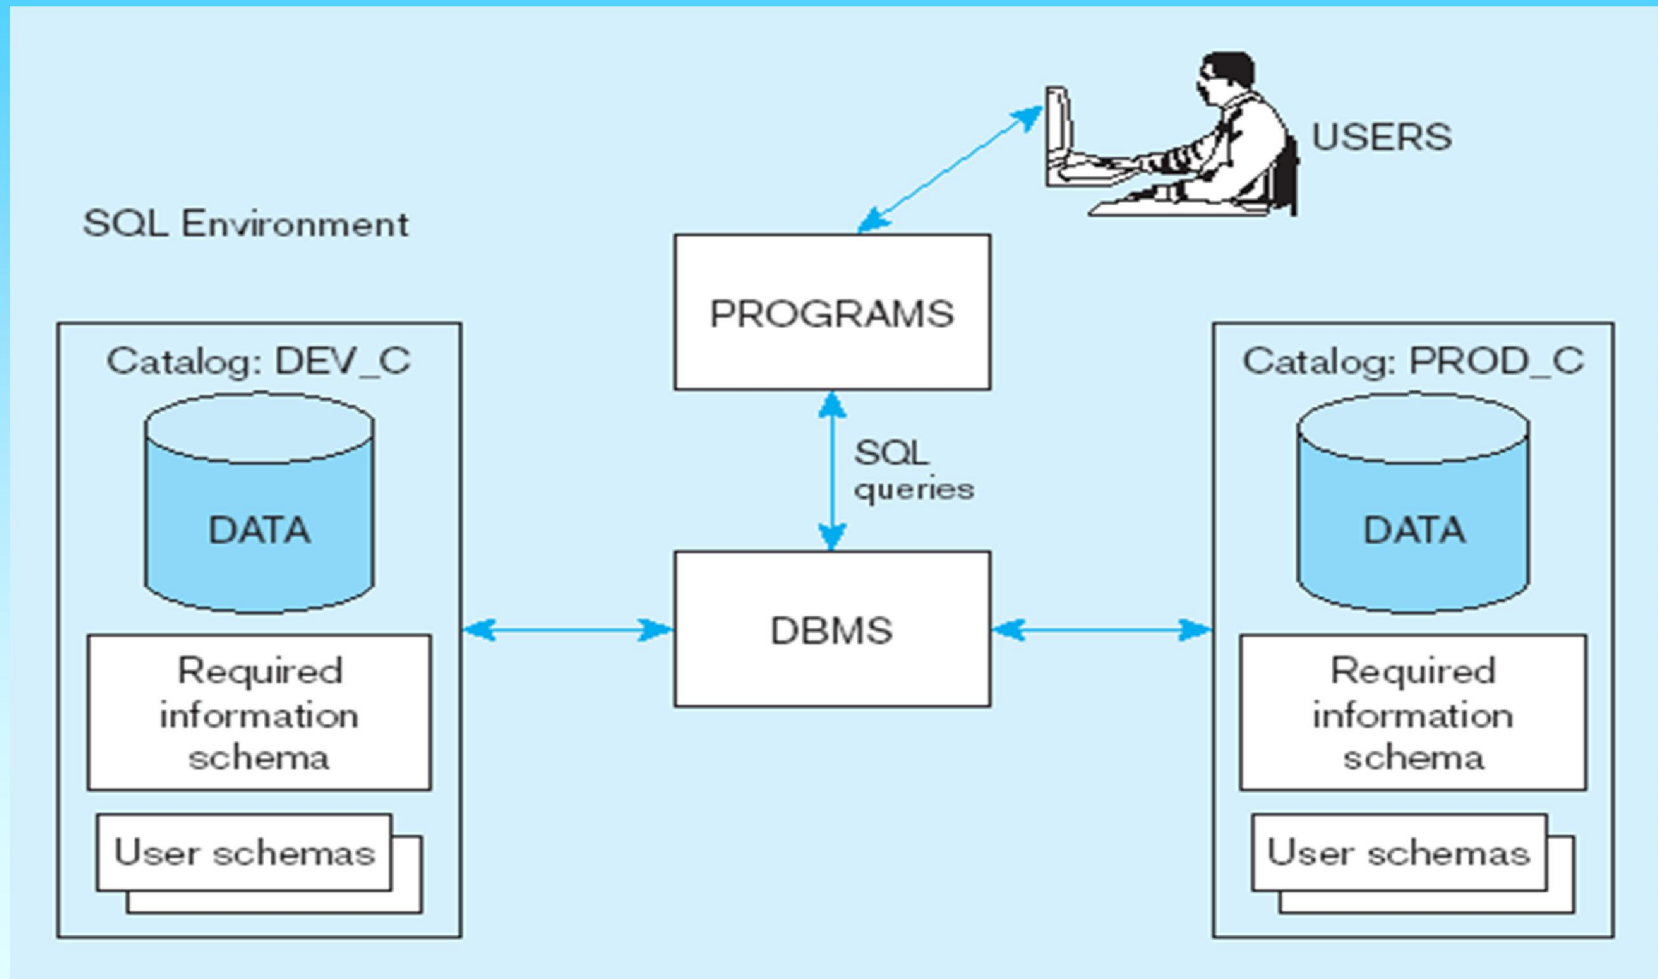 USERS
SQL Environment
PROGRAMS
SQL
queries
DBMS
Catalog: DEV_C
DATA
Required
information
schema
User schemas
Catalog: PROD_C
DATA
Required
information
schema
User schemas